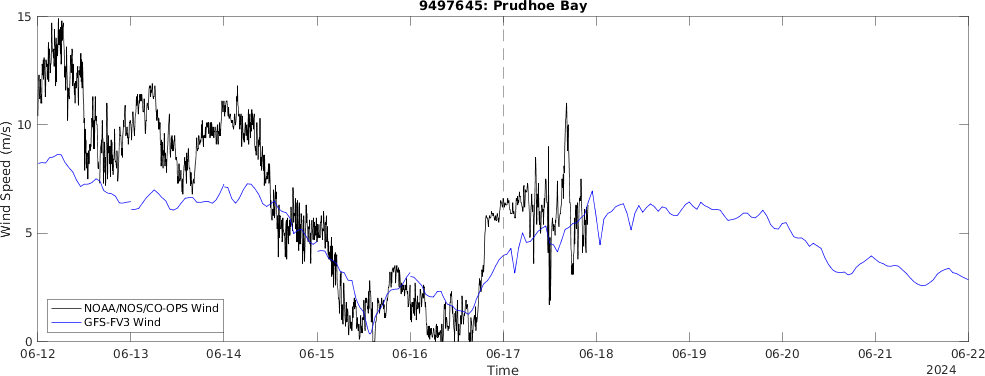 9497645: Prudhoe Bay
15
10
5
0
Wind Speed (m/s)
NOAA/NOS/CO-OPS Wind
GFS-FV3 Wind
06-12 06-13 06-14 06-15 06-16 06-17 06-18 06-19 06-20 06-21 06-22
Time
2024